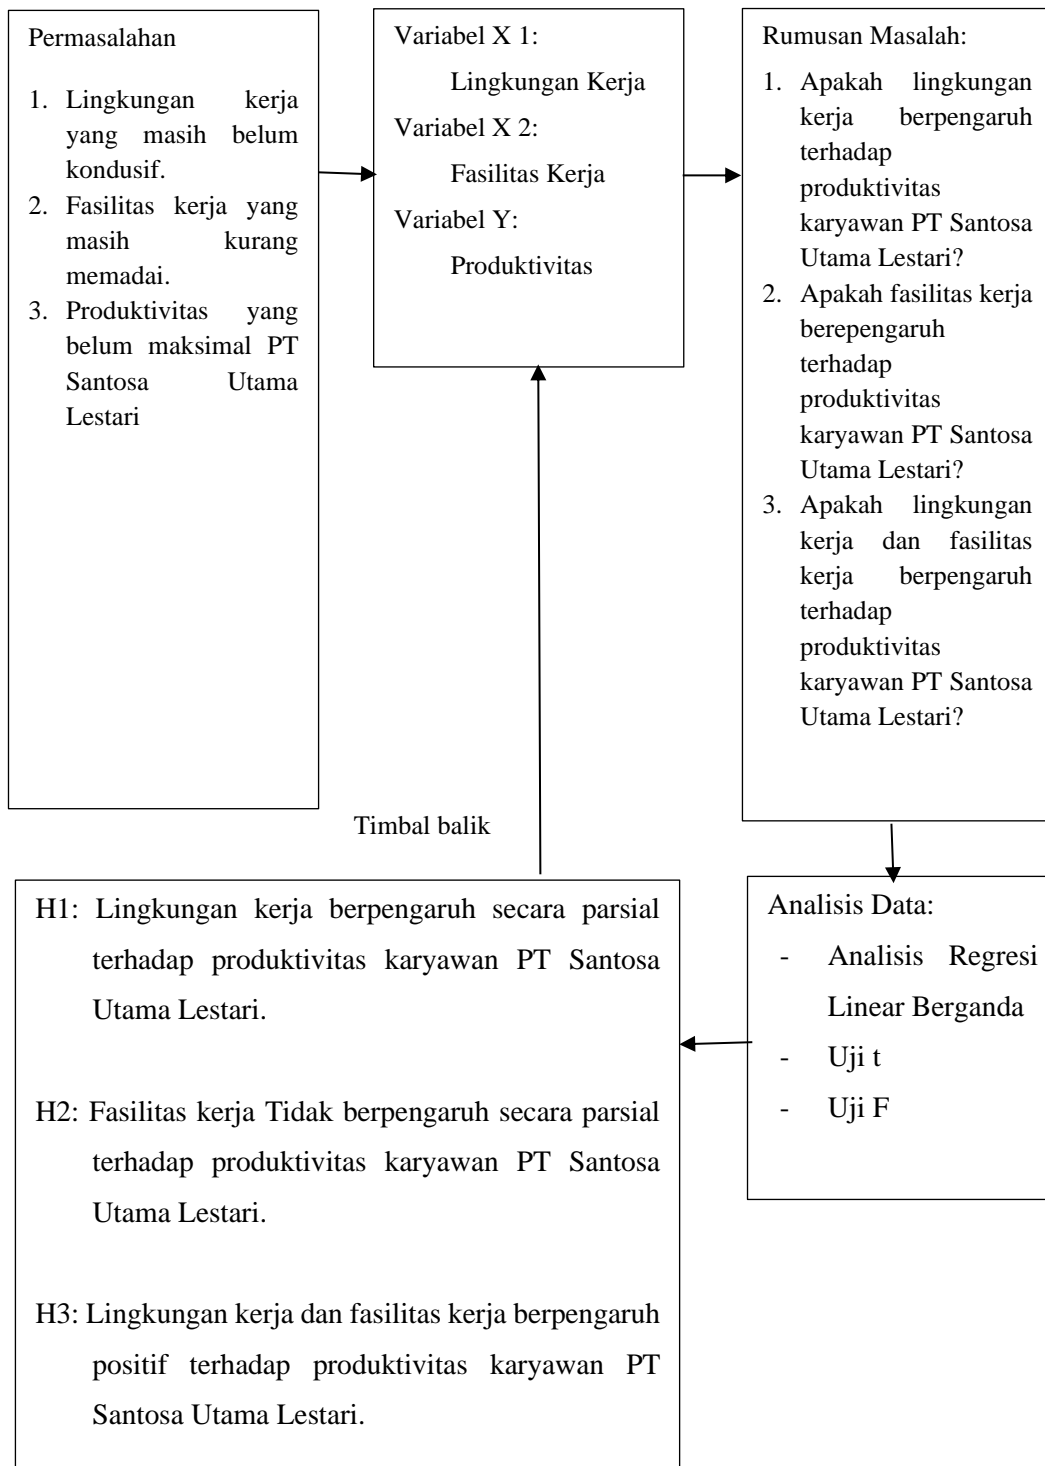 Permasalahan
1. Lingkungan kerja
yang masih belum
kondusif.
2. Fasilitas kerja yang
masih kurang
memadai.
3. Produktivitas yang
belum maksimal PT
Santosa Utama
Lestari
Variabel X 1:
Lingkungan Kerja
Variabel X 2:
Fasilitas Kerja
Variabel Y:
Produktivitas
Rumusan Masalah:
1. Apakah lingkungan
kerja berpengaruh
terhadap
produktivitas
karyawan PT Santosa
Utama Lestari?
2. Apakah fasilitas kerja
berepengaruh
terhadap
produktivitas
karyawan PT Santosa
Utama Lestari?
3. Apakah lingkungan
kerja dan fasilitas
kerja berpengaruh
terhadap
produktivitas
karyawan PT Santosa
Utama Lestari?
Timbal balik
H1: Lingkungan kerja berpengaruh secara parsial
terhadap produktivitas karyawan PT Santosa
Utama Lestari.
H2: Fasilitas kerja Tidak berpengaruh secara parsial
terhadap produktivitas karyawan PT Santosa
Utama Lestari.
H3: Lingkungan kerja dan fasilitas kerja berpengaruh
positif terhadap produktivitas karyawan PT
Santosa Utama Lestari.
Analisis Data:
- Analisis Regresi
Linear Berganda
- Uji t
- Uji F